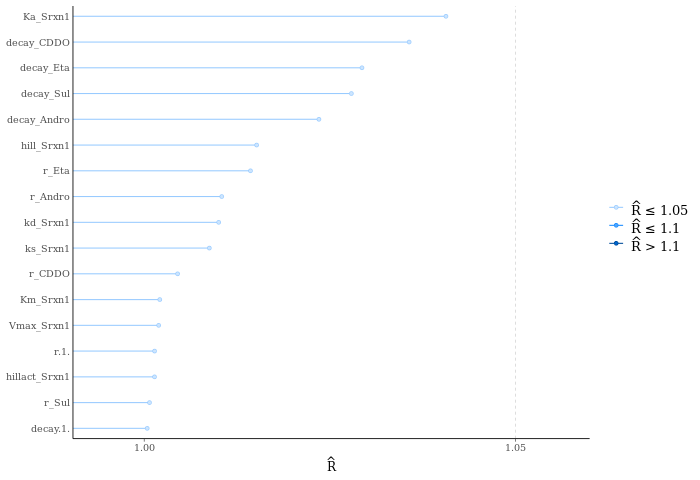 Ka_Srxn1
decay_CDDO
decay_Eta
decay_Sul
decay_Andro
hill_Srxn1
r_Eta
r_Andro
kd_Srxn1
ks_Srxn1
r_CDDO
Km_Srxn1
Vmax_Srxn1
r.1.
hillact_Srxn1
r_Sul
decay.1.
1.00 1.05
R̂
R̂ ≤ 1.05
R̂ ≤ 1.1
R̂ > 1.1